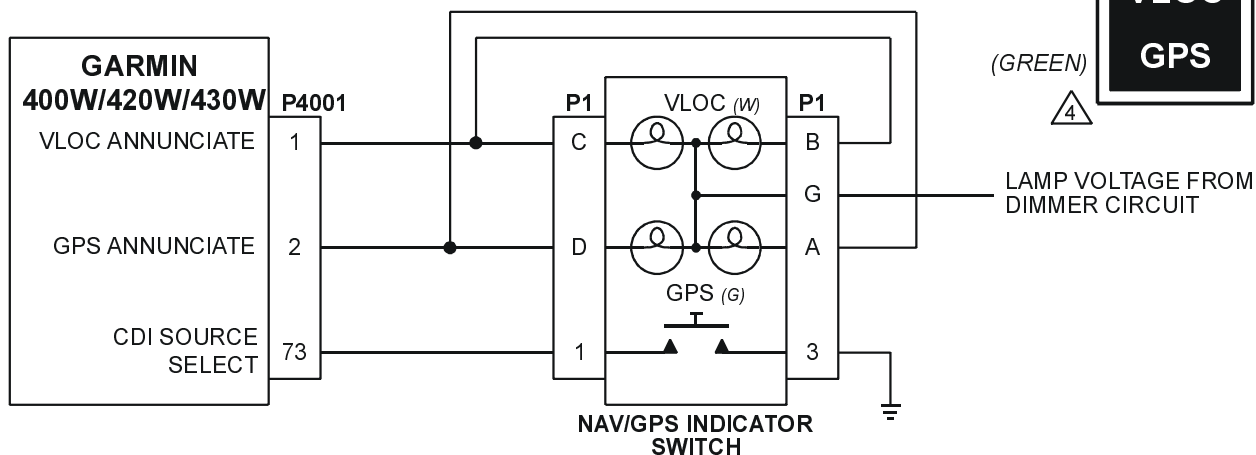 GPS
(GREEN)
4
GARMIN
400W/420W/430W
P4001
P1
VLOC (W)
P1
VLOC ANNUNCIATE
1
C
B
G
LAMP VOLTAGE FROM
DIMMER CIRCUIT
GPS ANNUNCIATE
2
D
A
GPS (G)
CDI SOURCE
SELECT
73
1
3
NAV/GPS INDICATOR
SWITCH